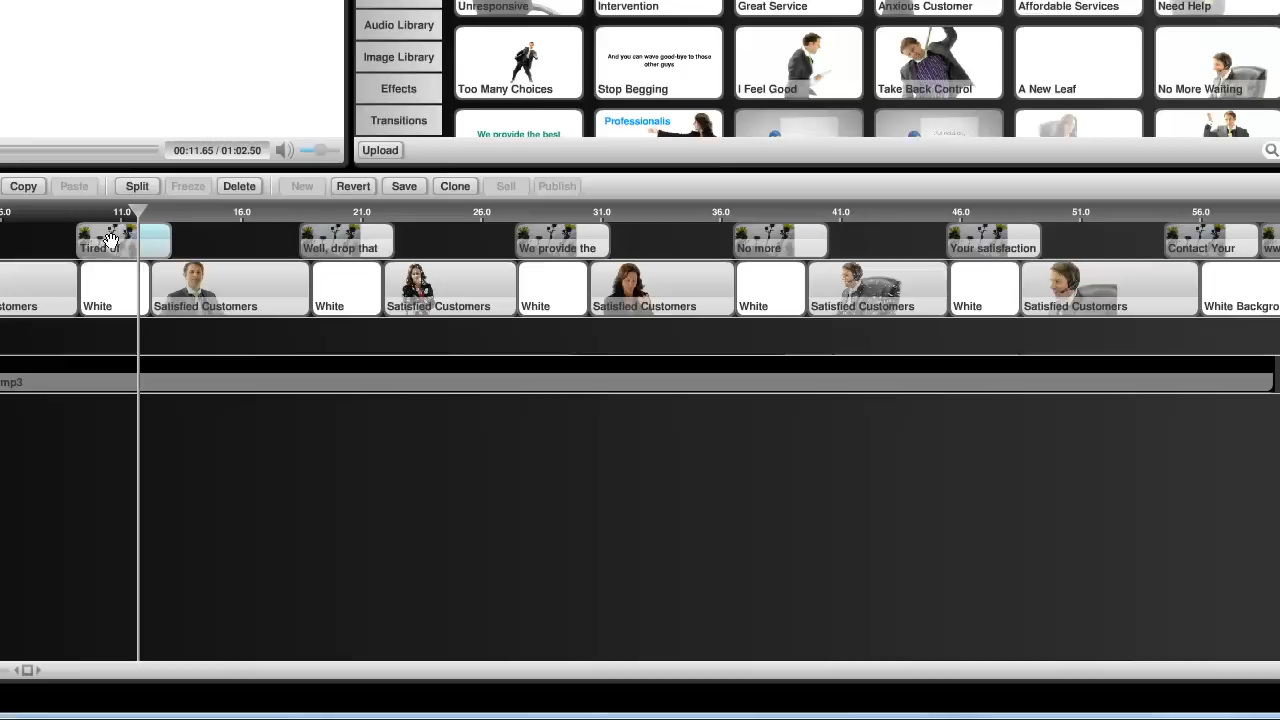 Unresponsive
Intervention
Great Service
Anxious Customer
Affordable Services
Need Help
Audio Library
Image Library
Effects
Transitions
And you can wave good-bye to those
other guys
Too Many Choices
Stop Begging
I Feel Good
Take Back Control
A New Leaf
No More Waiting
We provide the best
Professionalis
00:11.65 / 01:02.50
Upload
Copy
Paste
Split
Freeze
Delete
New
Revert
Save
Clone
Sell
Publish
11.0
16.0
21.0
26.0
31.0
36.0
41.0
46.0
51.0
56.0
Well, drop that
We provide the
No more
Your satisfaction
Contact Your
White
Satisfied Customers
White
Satisfied Customers
White
Satisfied Customers
White
Satisfied Customers
White
Satisfied Customers
White Backgro
mp3